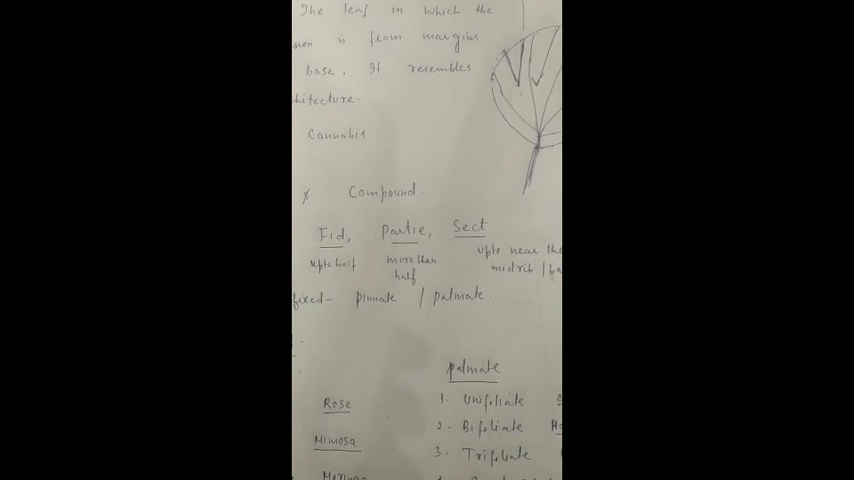 The leaf in which the
is from margins
base. It resembles
hitecture.
Cannabis
& Compound.
Fid, Partie, Sect
upto half more than half upto near the midrib /
fixed - pinnate / palmate.
palmate
Rose
1. Unifoliate
Mimosa
2. Bifoliate
3. Trifoliate